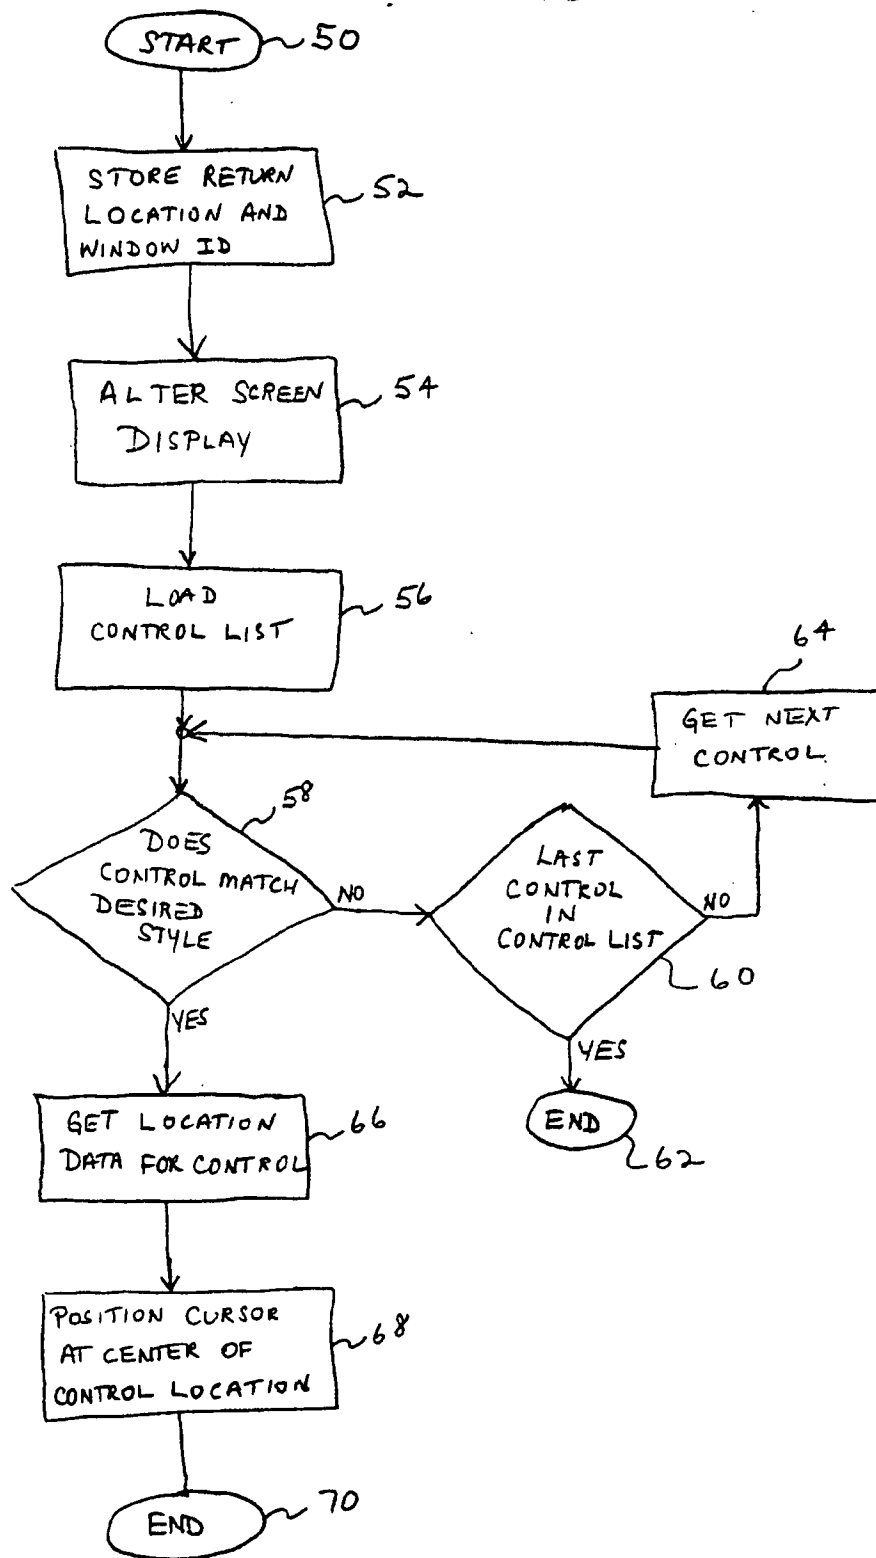 START
50
STORE RETURN
LOCATION AND
WINDOW ID
52
ALTER SCREEN
DISPLAY
54
LOAD
CONTROL LIST
56
64
GET NEXT
CONTROL.
58
DOES
CONTROL MATCH
DESIRED
STYLE
NO
LAST
CONTROL
IN
CONTROL LIST
NO
60
YES
YES
GET LOCATION
DATA FOR CONTROL
66
END
62
POSITION CURSOR
AT CENTER OF
CONTROL LOCATION
68
END
70